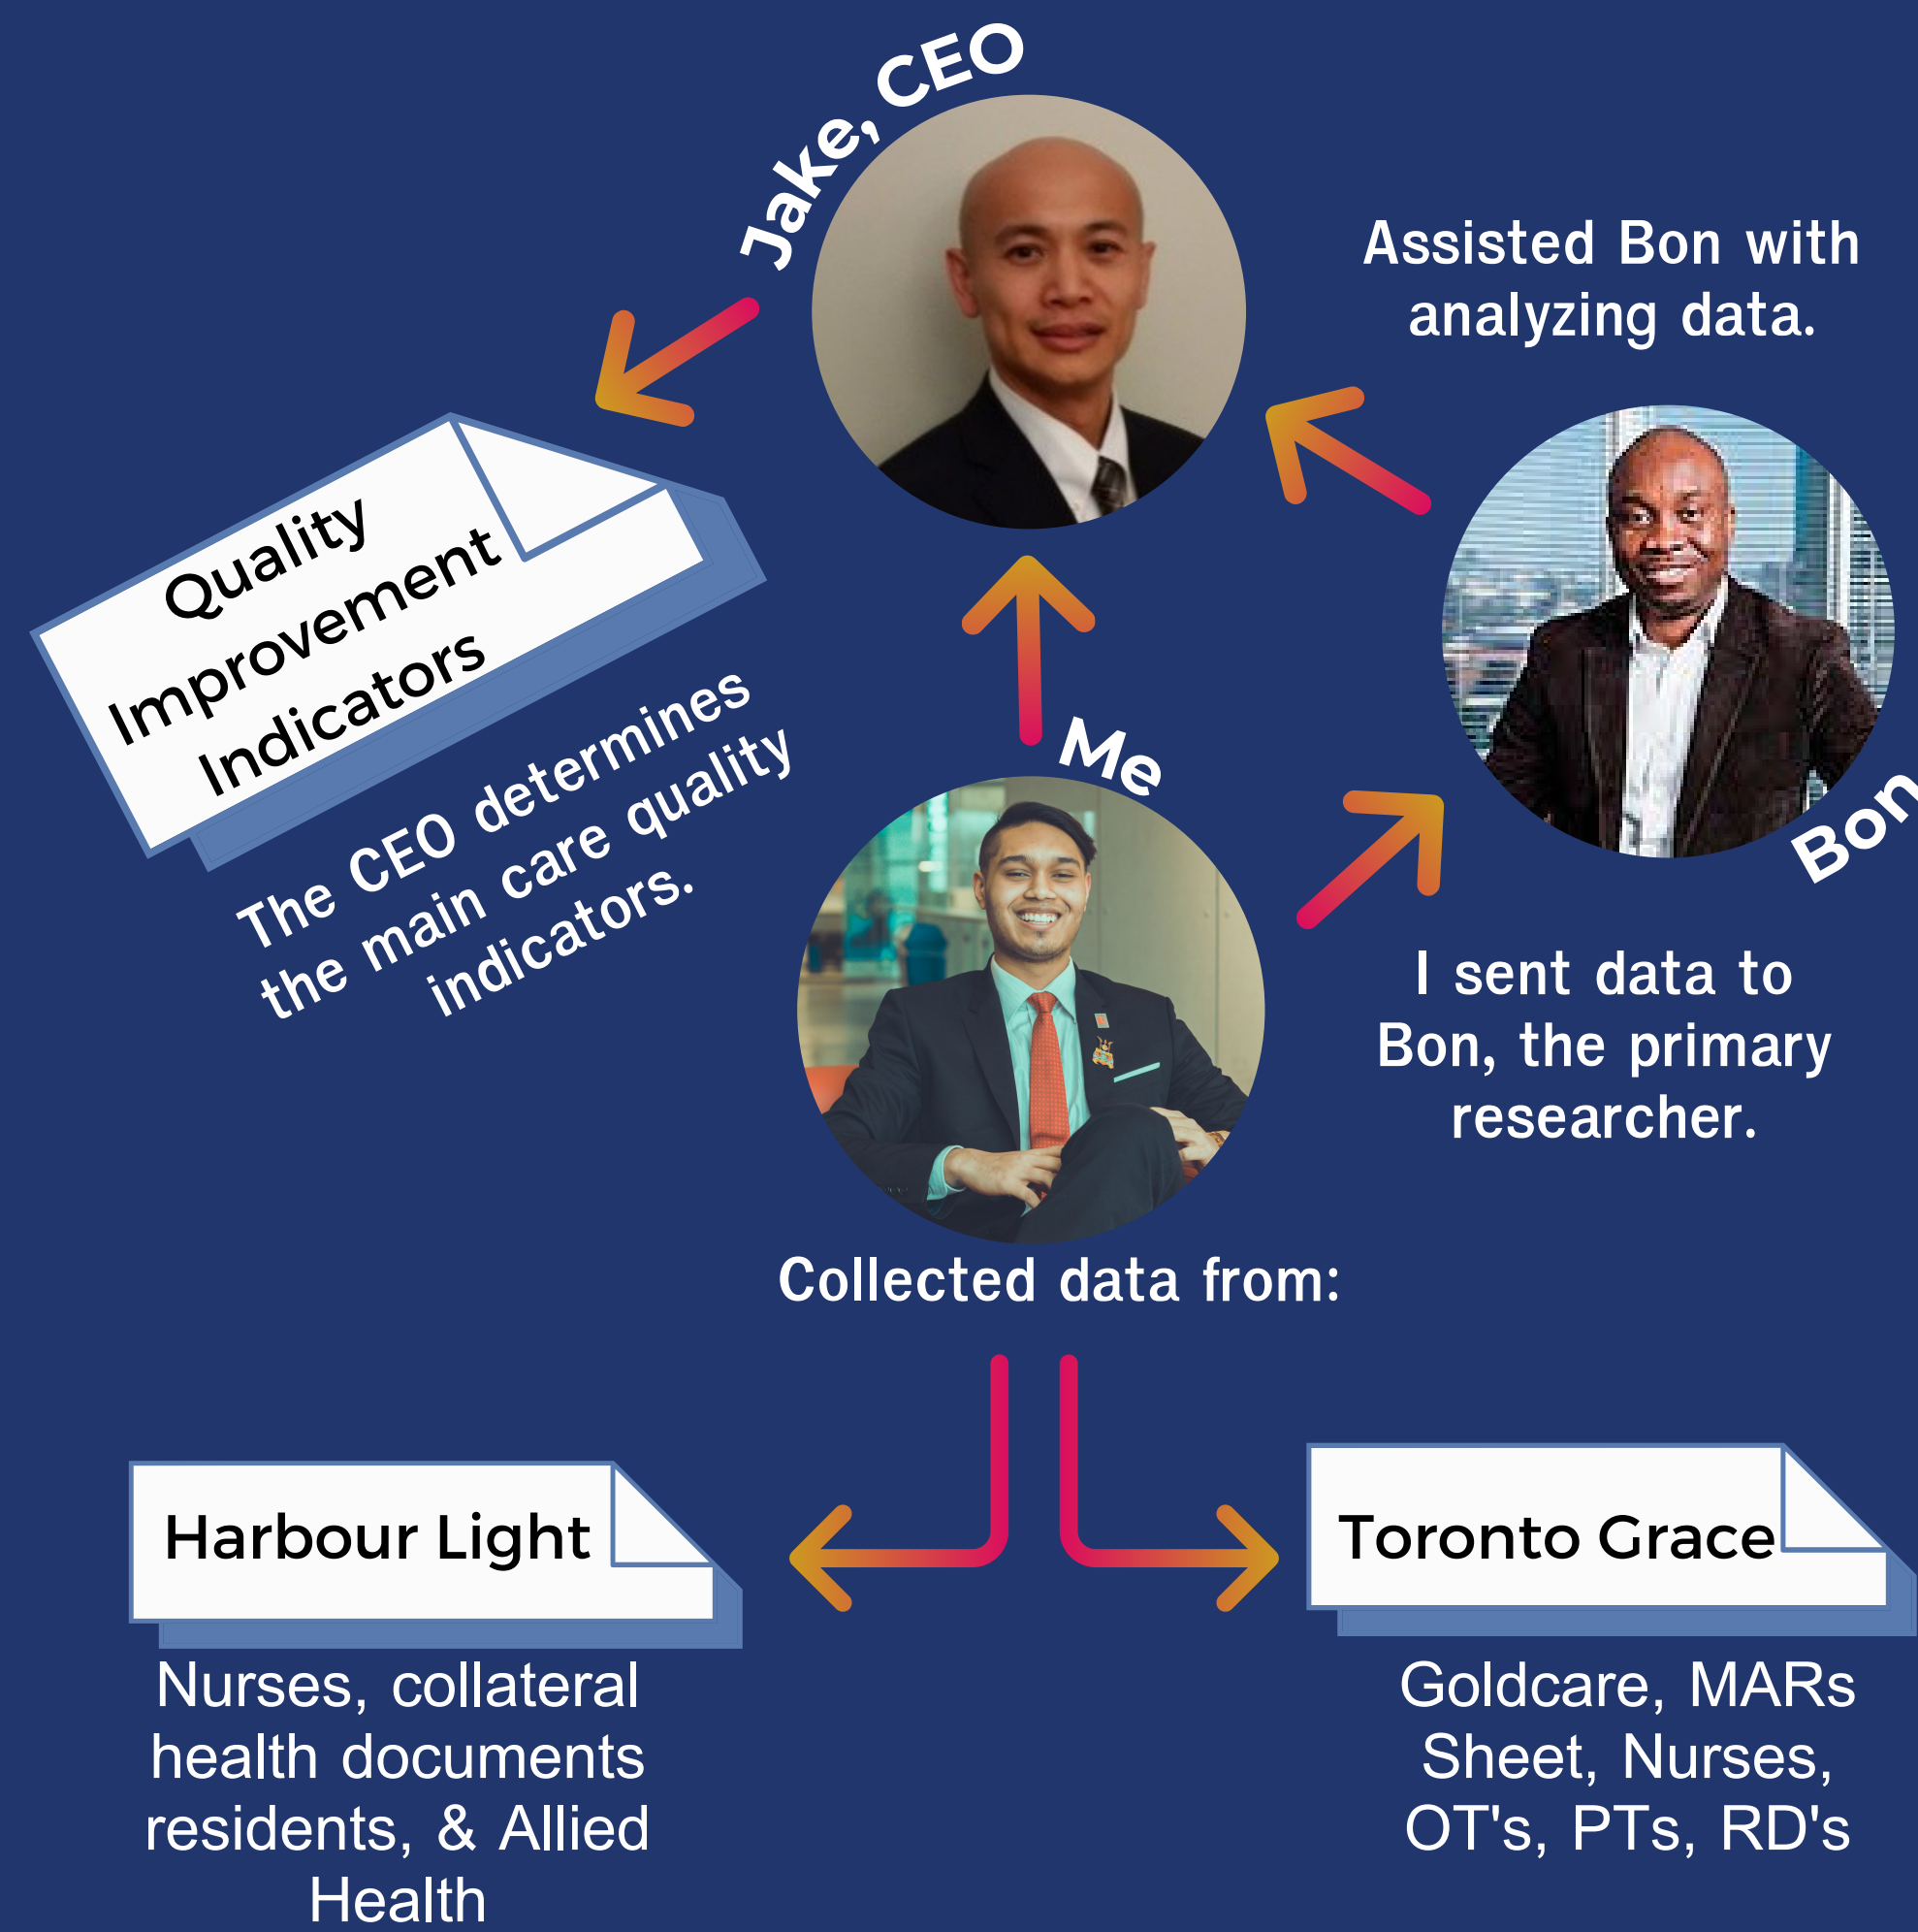 Jake, CEO
Assisted Bon with
analyzing data.
Quality
Improvement
Indicators
The CEO determines
the main care quality
indicators.
Me
Bon
I sent data to
Bon, the primary
researcher.
Collected data from:
Harbour Light
Nurses, collateral
health documents
residents, & Allied
Health
Toronto Grace
Goldcare, MARs
Sheet, Nurses,
OT's, PTs, RD's